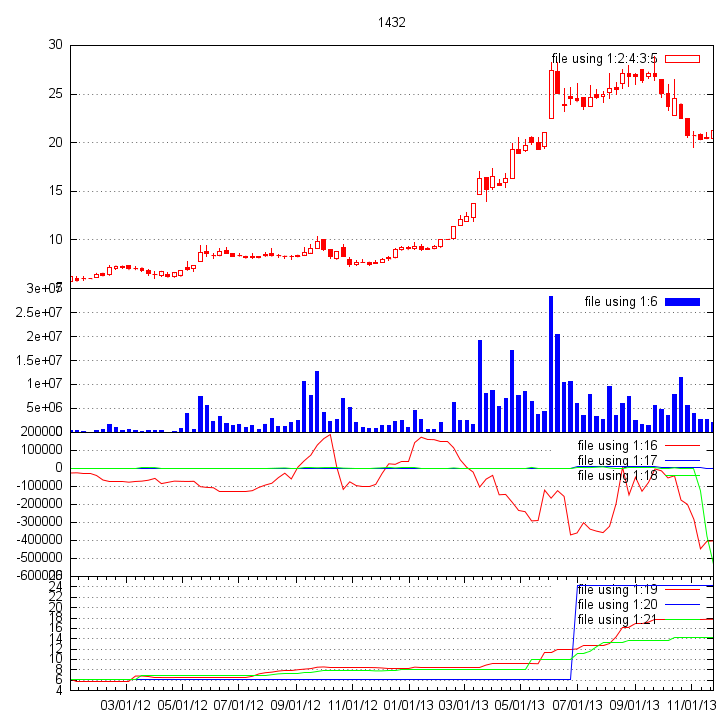 1432
30
file using 1:2:4:3:5
25
20
15
10
5
3e+07
file using 1:6
2.5e+07
2e+07
1.5e+07
1e+07
5e+06
200000
file using 1:16
100000
file using 1:17
0
file using 1:18
-100000
-200000
-300000
-400000
-500000
-600000
26
24
file using 1:19
22
20
file using 1:20
18
file using 1:21
16
14
12
10
8
6
4
03/01/12 05/01/12 07/01/12 09/01/12 11/01/12 01/01/13 03/01/13 05/01/13 07/01/13 09/01/13 11/01/13